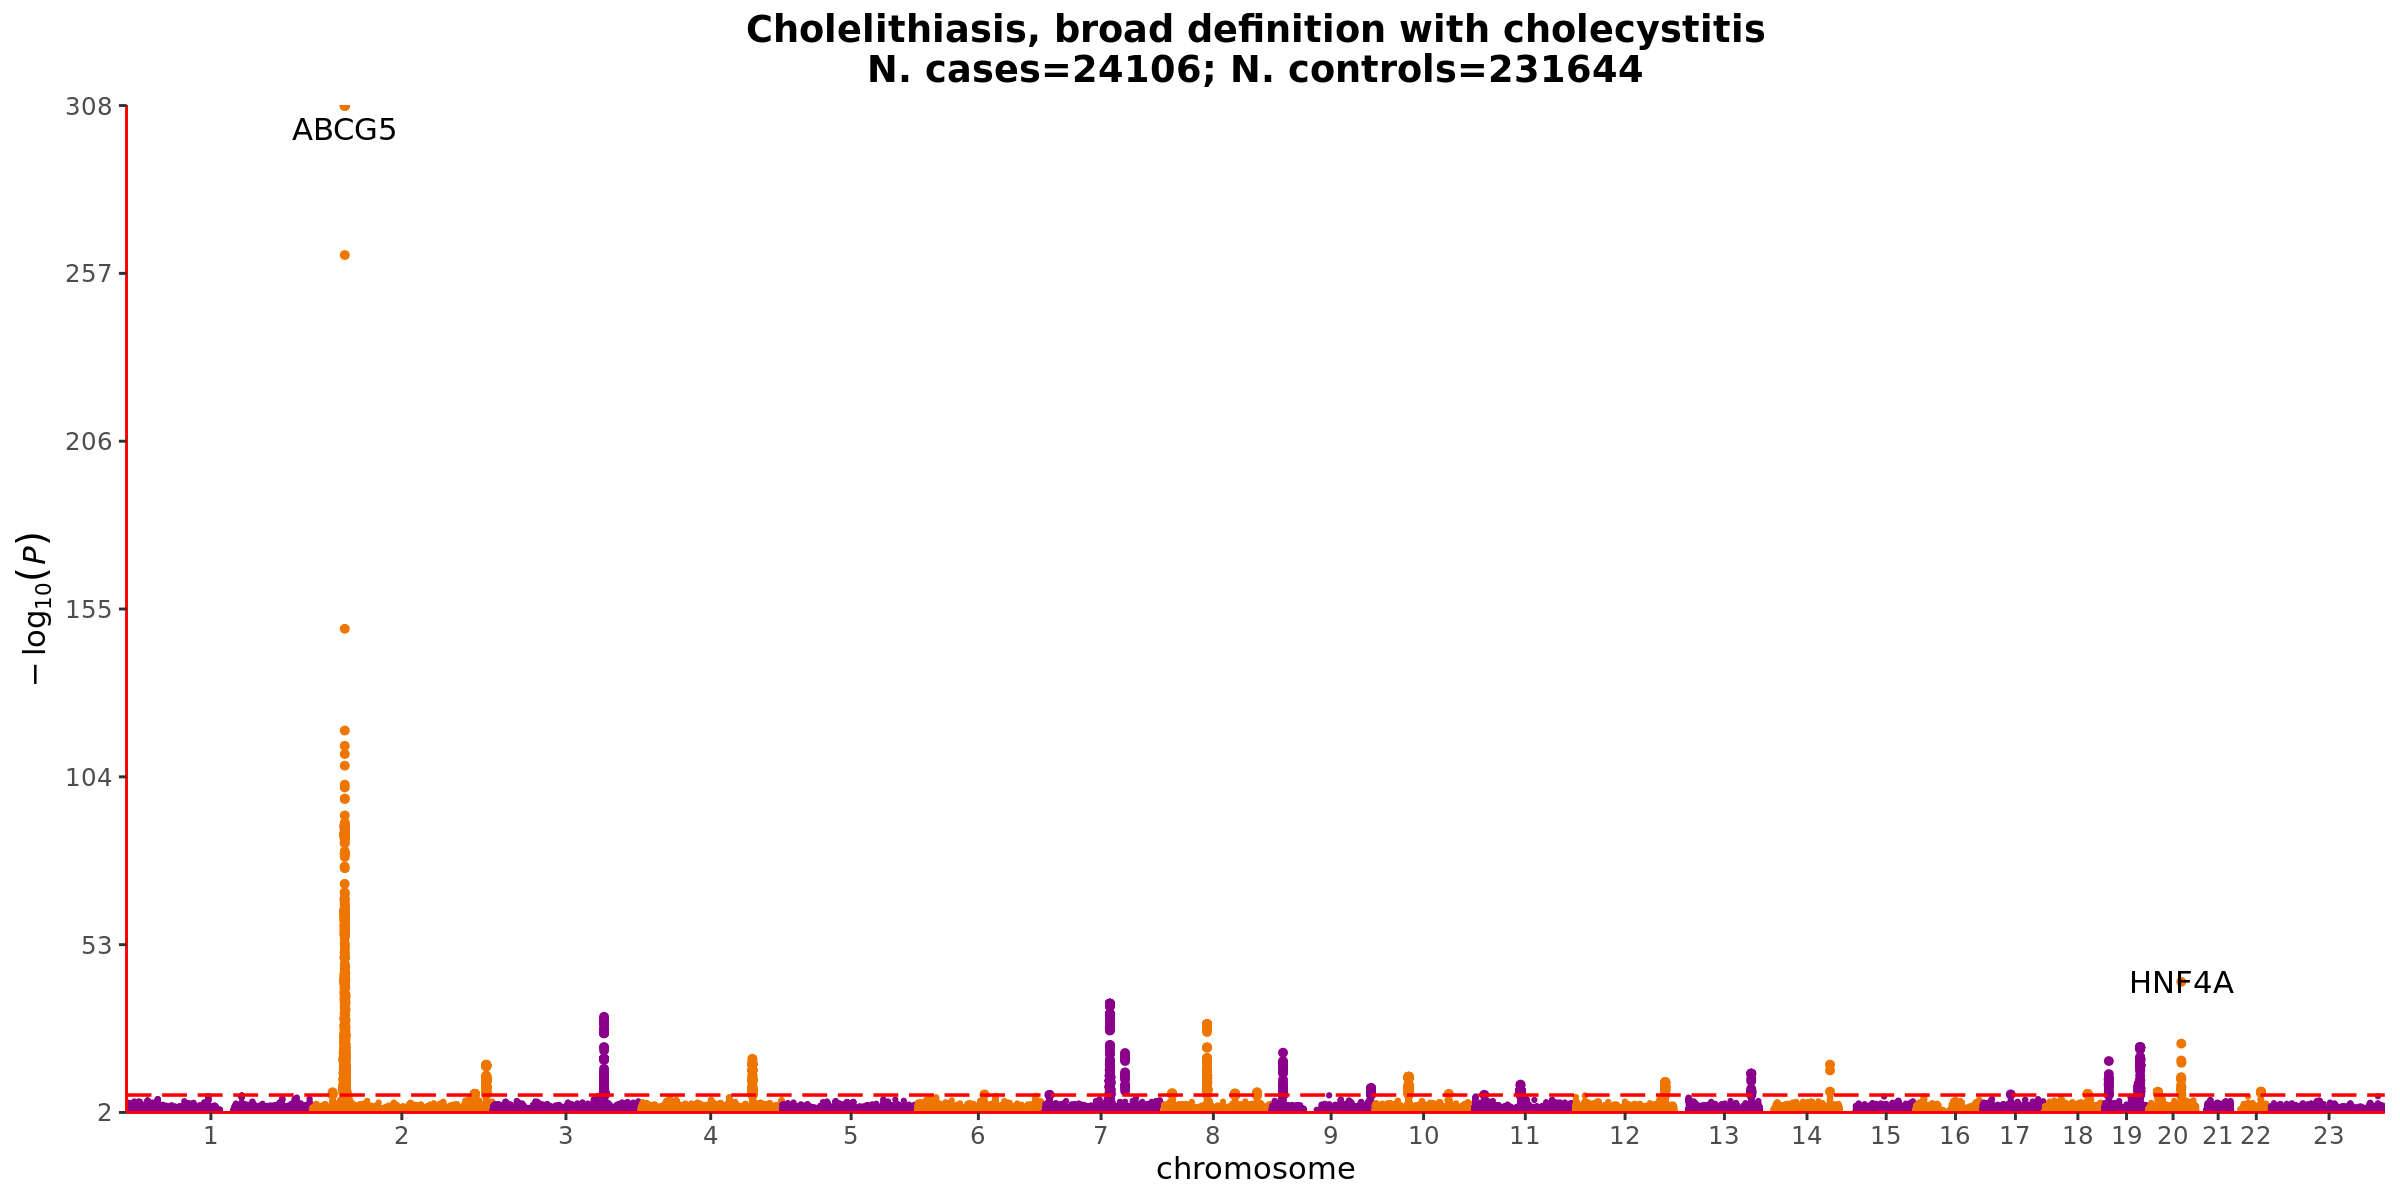 Cholelithiasis, broad definition with cholecystitis
N. cases=24106; N. controls=231644
308
ABCG5
257
206
155
−log10(P)
104
53
HNF4A
2
1 2 3 4 5 6 7 8 9 10 11 12 13 14 15 16 17 18 19 20 21 22 23
chromosome